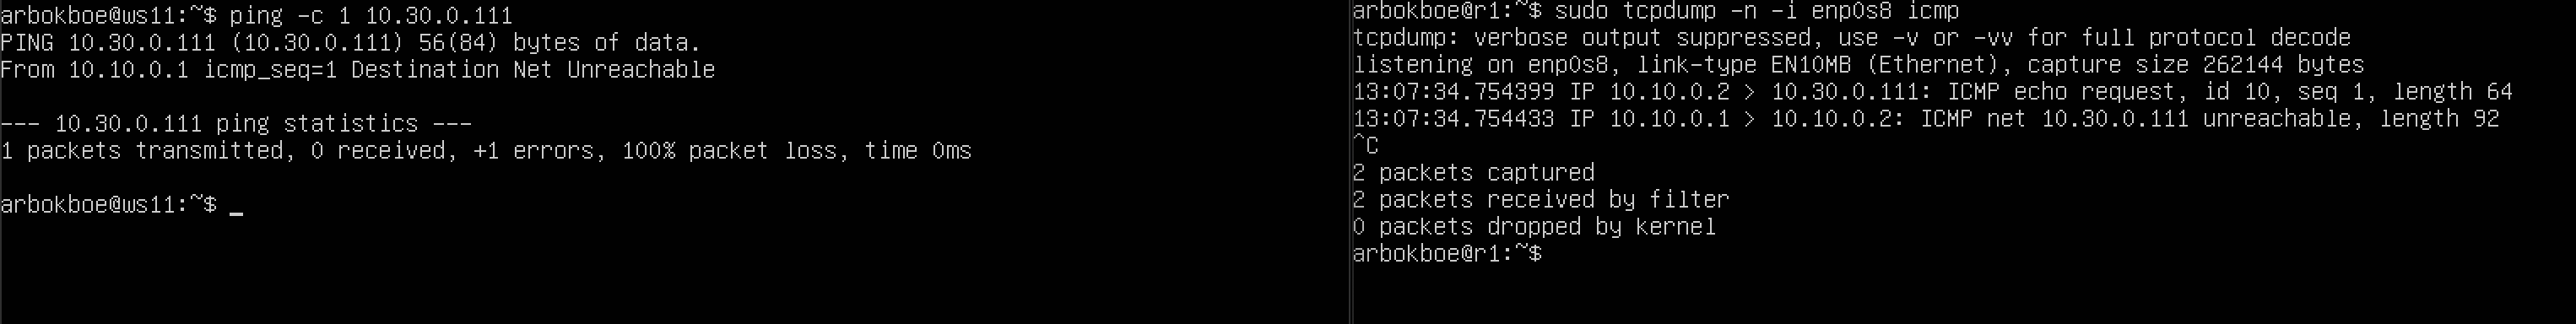 arbokboe@ws11:~$ ping -c 1 10.30.0.111
PING 10.30.0.111 (10.30.0.111) 56(84) bytes of data.
From 10.10.0.1 icmp_seq=1 Destination Net Unreachable
--- 10.30.0.111 ping statistics ---
1 packets transmitted, 0 received, +1 errors, 100% packet loss, time 0ms
arbokboe@ws11:~$ _
arbokboe@r1:~$ sudo tcpdump -n -i enp0s8 icmp
tcpdump: verbose output suppressed, use -v or -vv for full protocol decode
listening on enp0s8, link-type EN10MB (Ethernet), capture size 262144 bytes
13:07:34.754399 IP 10.10.0.2 > 10.30.0.111: ICMP echo request, id 10, seq 1, length 64
13:07:34.754433 IP 10.10.0.1 > 10.10.0.2: ICMP net 10.30.0.111 unreachable, length 92
^C
2 packets captured
2 packets received by filter
0 packets dropped by kernel
arbokboe@r1:~$